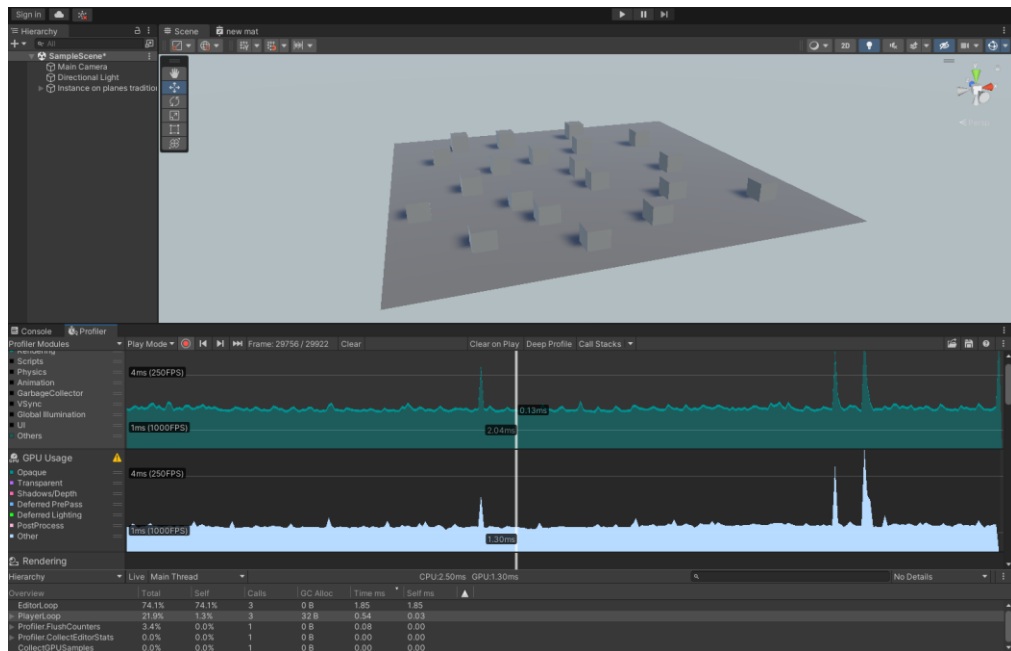 Sign in
Hierarchy
Scene
new mat
All
2D
SampleScene*
Main Camera
Directional Light
Instance on planes tradition
Persp
Console
Profiler
Profiler Modules
Play Mode
Frame: 29756 / 29922
Clear
Clear on Play
Deep Profile
Call Stacks
Rendering
Scripts
Physics
Animation
GarbageCollector
VSync
Global Illumination
UI
Others
4ms (250FPS)
0.13ms
1ms (1000FPS)
2.04ms
GPU Usage
Opaque
Transparent
Shadows/Depth
Deferred PrePass
Deferred Lighting
PostProcess
Other
4ms (250FPS)
1ms (1000FPS)
1.30ms
Rendering
Hierarchy
Live
Main Thread
CPU:2.50ms GPU:1.30ms
No Details
Overview Total Self Calls GC Alloc Time ms Self ms
EditorLoop 74.1% 74.1% 3 0 B 1.85 1.85
PlayerLoop 21.9% 1.3% 3 32 B 0.54 0.03
Profiler.FlushCounters 3.4% 0.0% 1 0 B 0.08 0.00
Profiler.CollectEditorStats 0.0% 0.0% 1 0 B 0.00 0.00
CollectGPUSamples 0.0% 0.0% 1 0 B 0.00 0.00